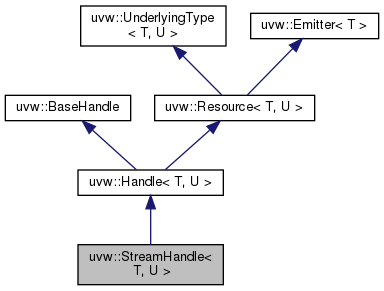 uvw::UnderlyingType
< T, U >
uvw::Emitter< T >
uvw::BaseHandle
uvw::Resource< T, U >
uvw::Handle< T, U >
uvw::StreamHandle<
T, U >